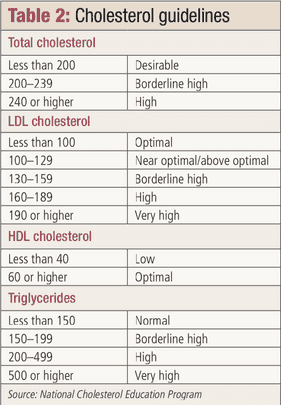 Table 2: Cholesterol guidelines
Total cholesterol
Less than 200 Desirable
200–239 Borderline high
240 or higher High
LDL cholesterol
Less than 100 Optimal
100–129 Near optimal/above optimal
130–159 Borderline high
160–189 High
190 or higher Very high
HDL cholesterol
Less than 40 Low
60 or higher Optimal
Triglycerides
Less than 150 Normal
150–199 Borderline high
200–499 High
500 or higher Very high
Source: National Cholesterol Education Program